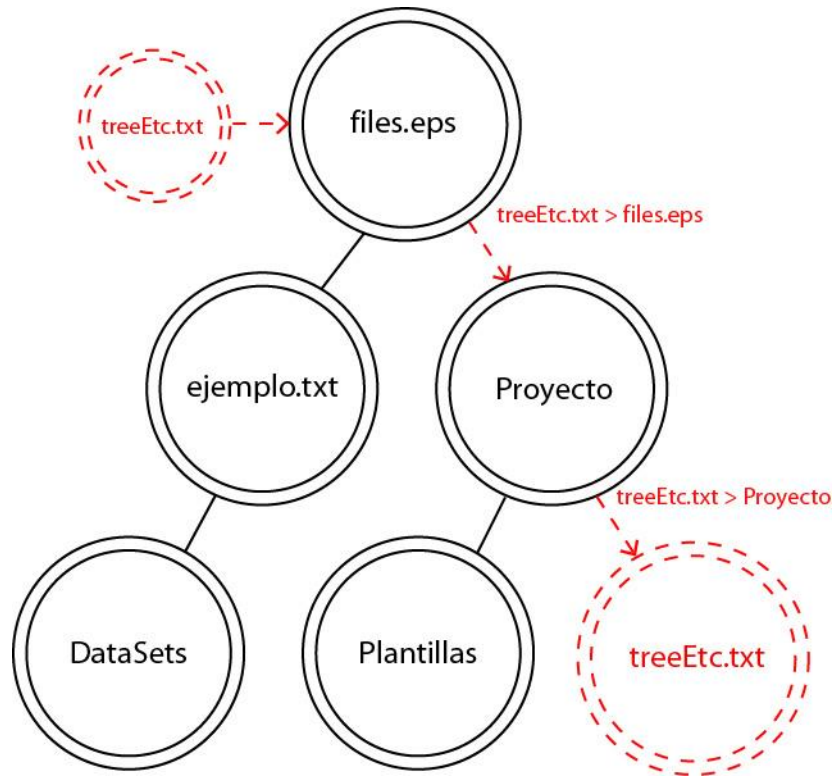 treeEtc.txt
files.eps
treeEtc.txt > files.eps
ejemplo.txt
Proyecto
treeEtc.txt > Proyecto
DataSets
Plantillas
treeEtc.txt